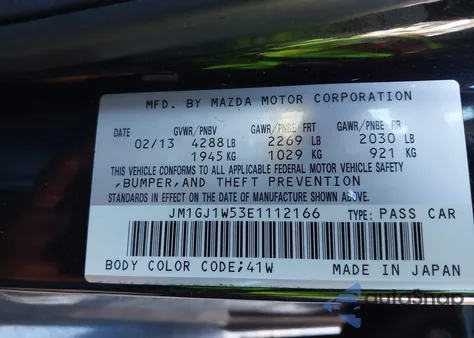 MFD. BY MAZDA MOTOR CORPORATION
DATE GVWR/PNBV GAWR/PNBE FRT GAWR/PNBE RR
02/13 4288 LB 2269 LB 2030 LB
1945 KG 1029 KG 921 KG
THIS VEHICLE CONFORMS TO ALL APPLICABLE FEDERAL MOTOR VEHICLE SAFETY
,BUMPER,AND THEFT PREVENTION
STANDARDS IN EFFECT ON THE DATE OF MANUFACTURE SHOWN ABOVE.
JM1GJ1W53E1112166 TYPE: PASS CAR
BODY COLOR CODE;41W MADE IN JAPAN
autoSnap